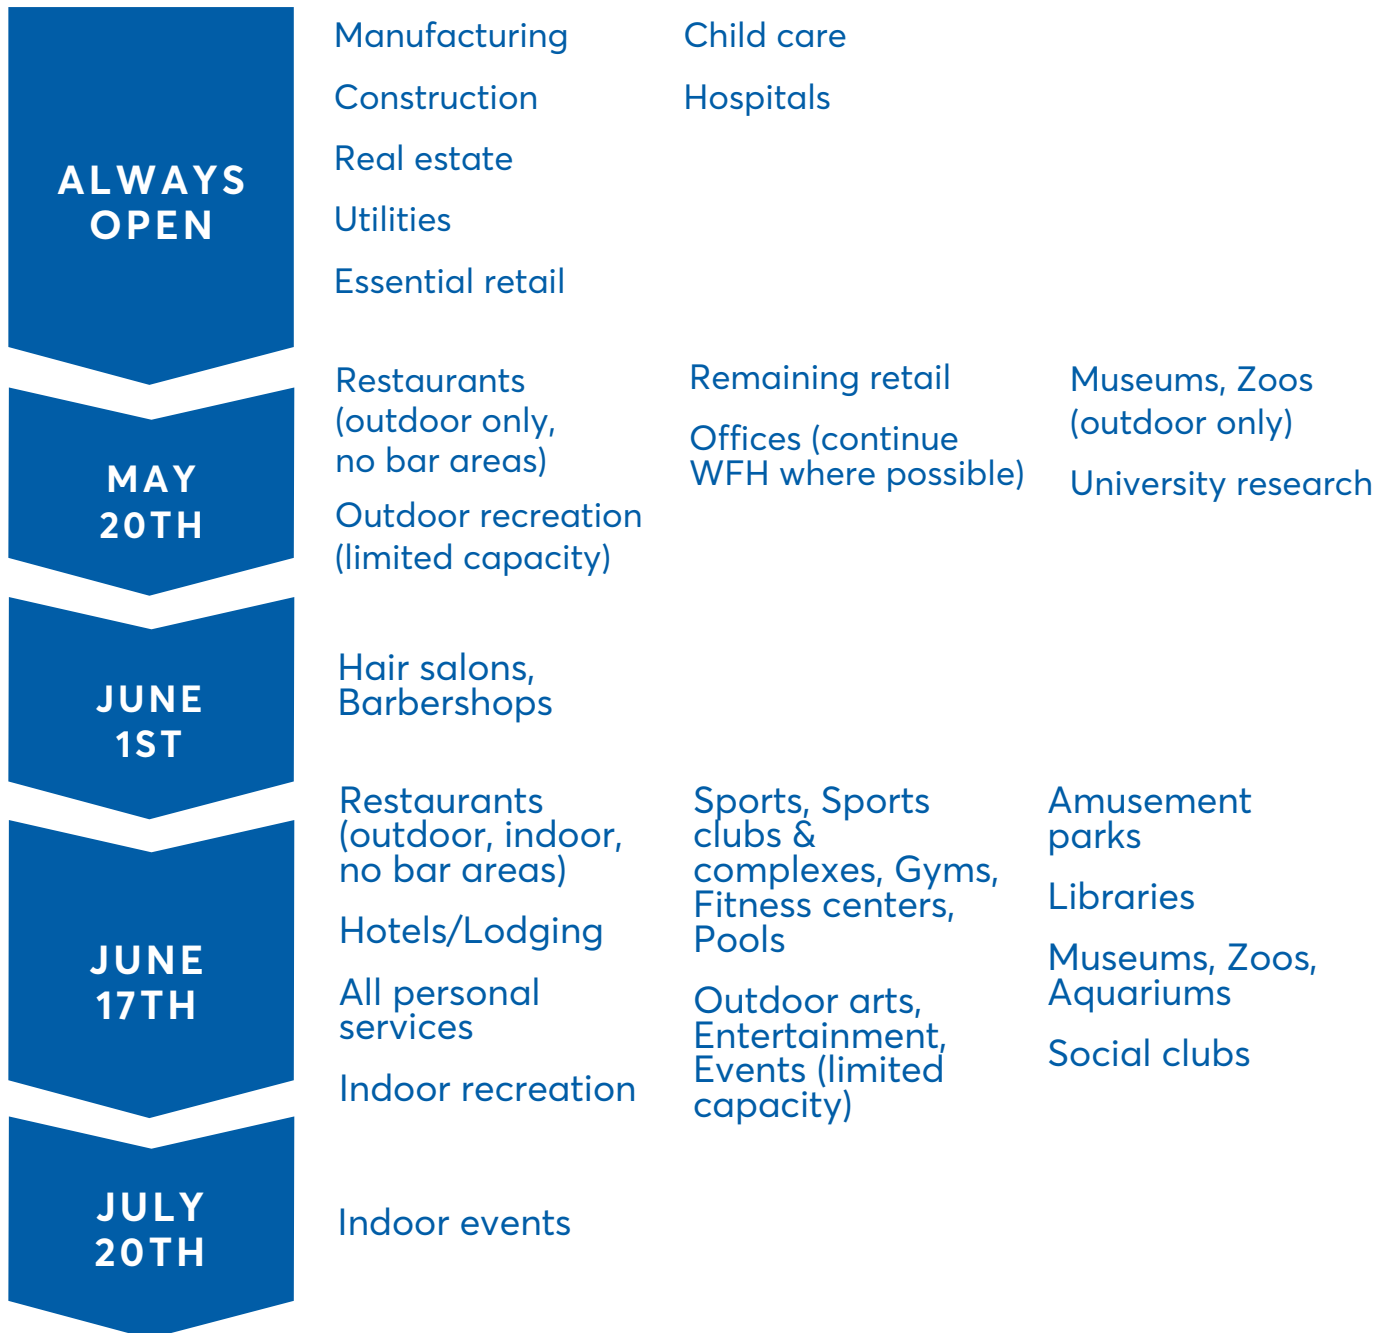 ALWAYS
OPEN
Manufacturing
Construction
Real estate
Utilities
Essential retail
Child care
Hospitals
MAY
20TH
Restaurants
(outdoor only,
no bar areas)
Outdoor recreation
(limited capacity)
Remaining retail
Offices (continue
WFH where possible)
Museums, Zoos
(outdoor only)
University research
JUNE
1ST
Hair salons,
Barbershops
JUNE
17TH
Restaurants
(outdoor, indoor,
no bar areas)
Hotels/Lodging
All personal
services
Indoor recreation
Sports, Sports
clubs &
complexes, Gyms,
Fitness centers,
Pools
Outdoor arts,
Entertainment,
Events (limited
capacity)
Amusement
parks
Libraries
Museums, Zoos,
Aquariums
Social clubs
JULY
20TH
Indoor events